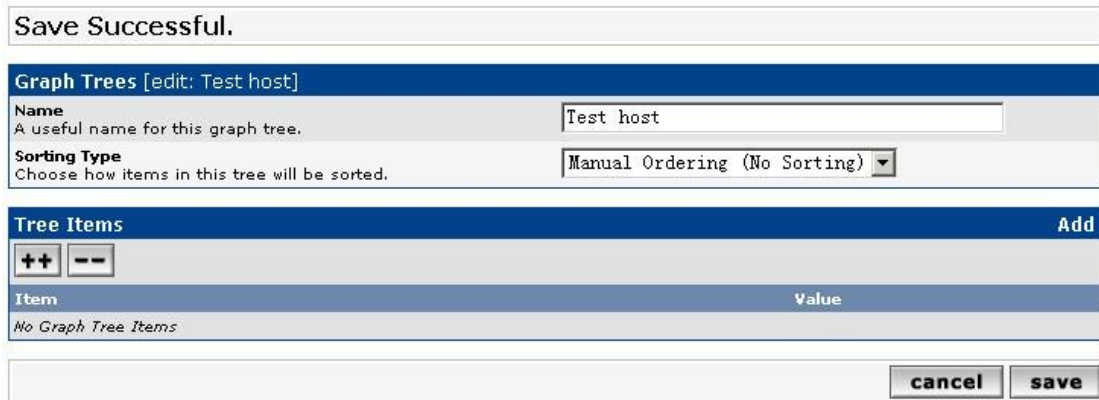 Save Successful.
Graph Trees [edit: Test host]
Name
A useful name for this graph tree.
Test host
Sorting Type
Choose how items in this tree will be sorted.
Manual Ordering (No Sorting)
Tree Items Add
++ --
Item Value
No Graph Tree Items
cancel save